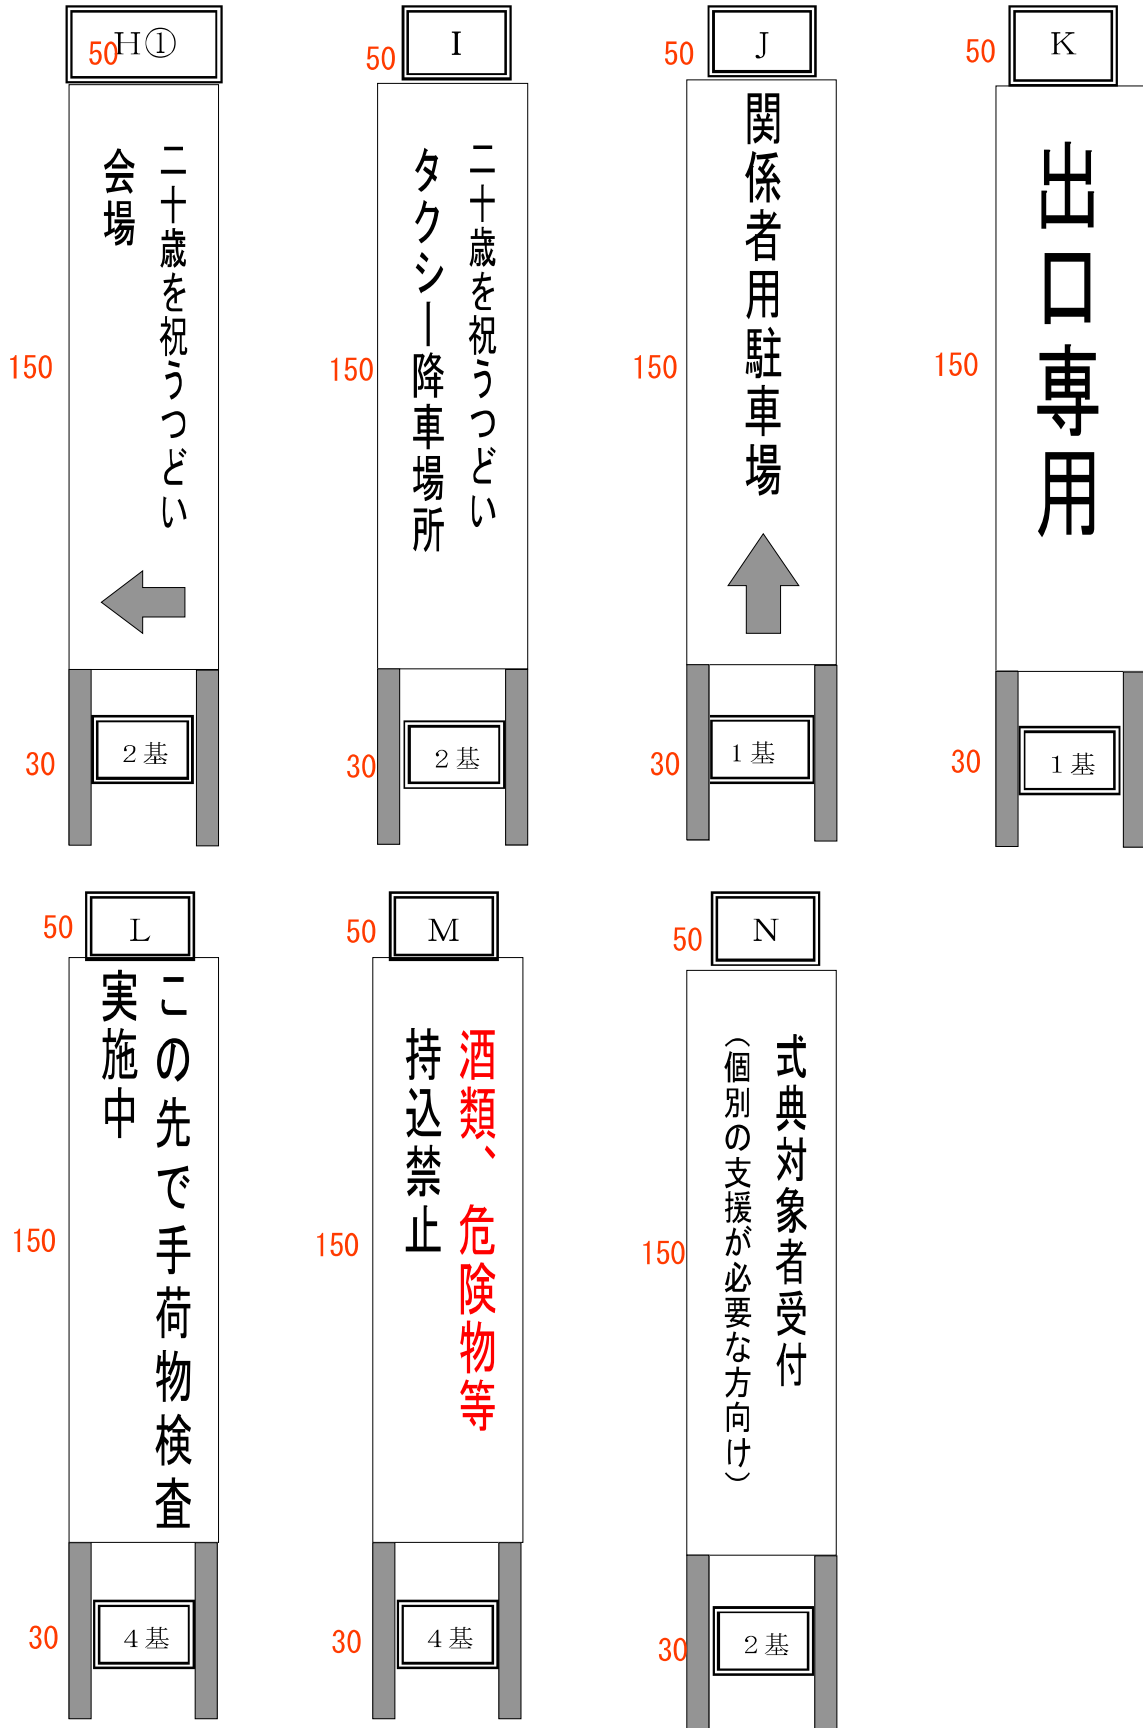 H①
50
二十歳を祝うつどい
会場
150
2基
30
I
50
二十歳を祝うつどい
タクシー降車場所
150
2基
30
J
50
関係者用駐車場
150
1基
30
K
50
出口専用
150
1基
30
L
50
この先で手荷物検査
実施中
150
4基
30
M
50
酒類、危険物等
持込禁止
150
4基
30
N
50
式典対象者受付
（個別の支援が必要な方向け）
150
2基
30